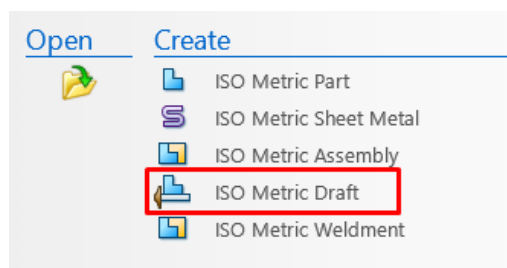 Open
Create
ISO Metric Part
ISO Metric Sheet Metal
ISO Metric Assembly
ISO Metric Draft
ISO Metric Weldment